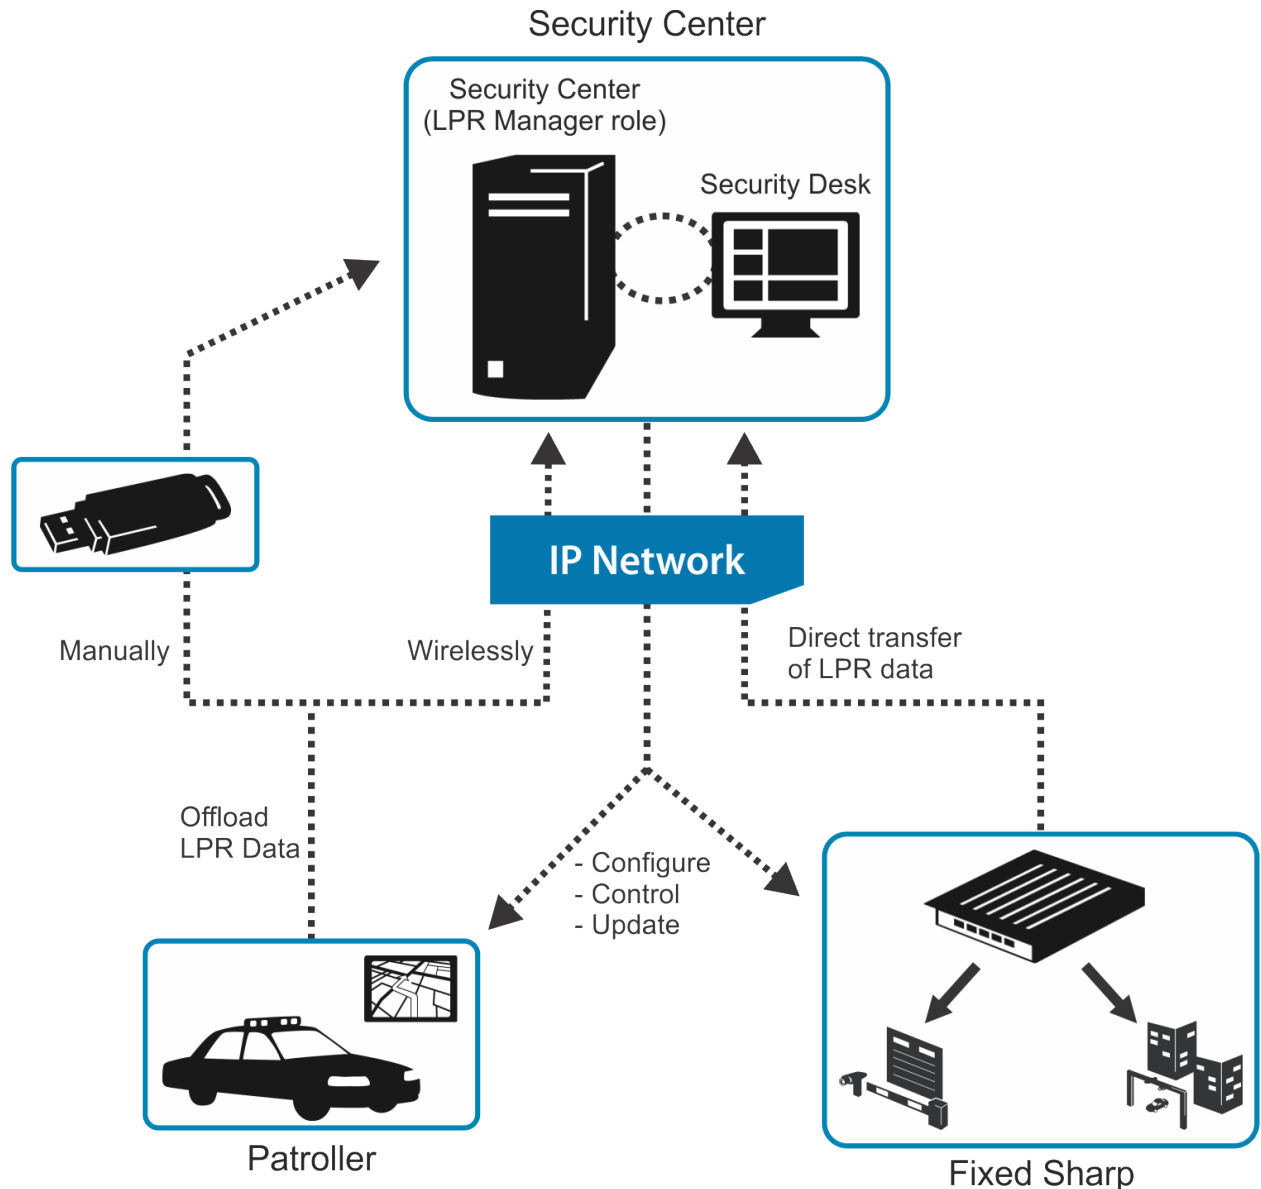 Security Center
Security Center
(LPR Manager role)
Security Desk
IP Network
Manually
Wirelessly
Direct transfer
of LPR data
Offload
LPR Data
- Configure
- Control
- Update
Patroller
Fixed Sharp